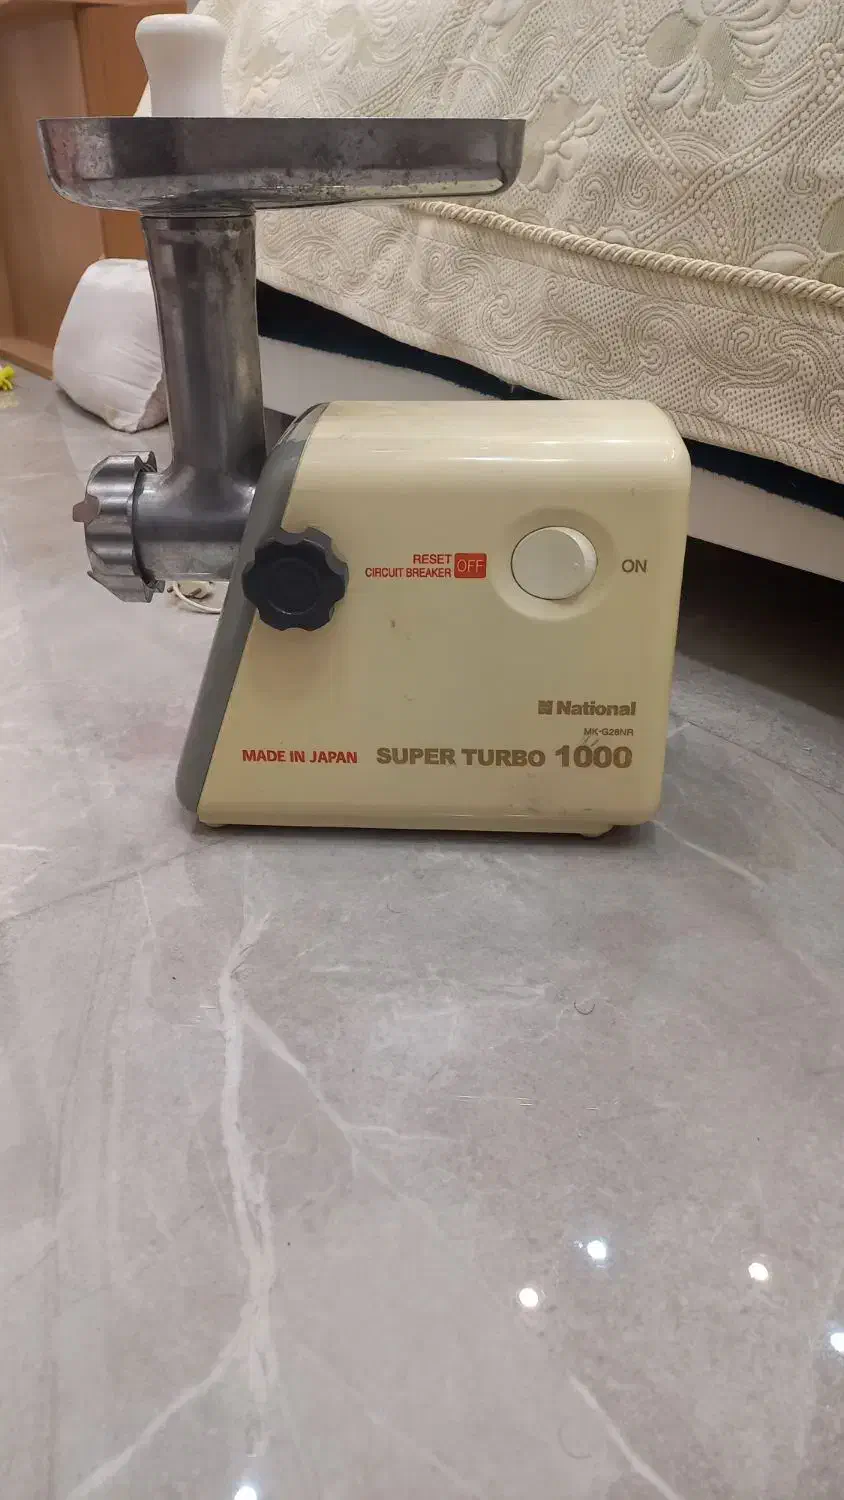 RESET
CIRCUIT BREAKER OFF
ON
National
MK-G28NR
MADE IN JAPAN SUPER TURBO 1000